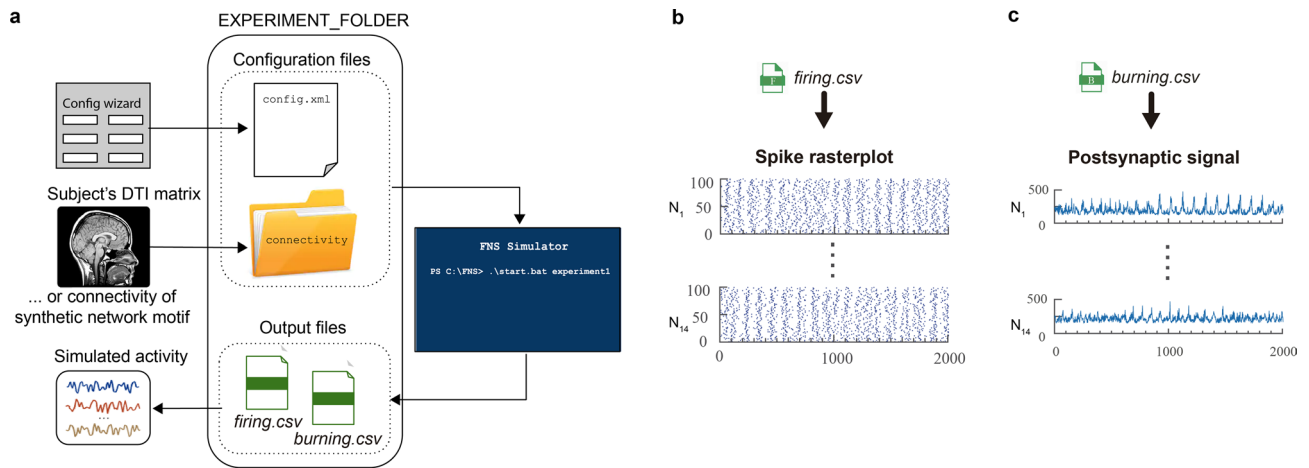 a
EXPERIMENT_FOLDER
Configuration files
Config wizard
config.xml
Subject's DTI matrix
connectivity
... or connectivity of
synthetic network motif
FNS Simulator
PS C:\FNS> .\start.bat experiment1
Output files
Simulated activity
...
firing.csv
burning.csv
b
F
firing.csv
Spike rasterplot
100
50
0
N1
100
50
0
N14
0
1000
2000
c
B
burning.csv
Postsynaptic signal
500
0
N1
500
0
N14
0
1000
2000